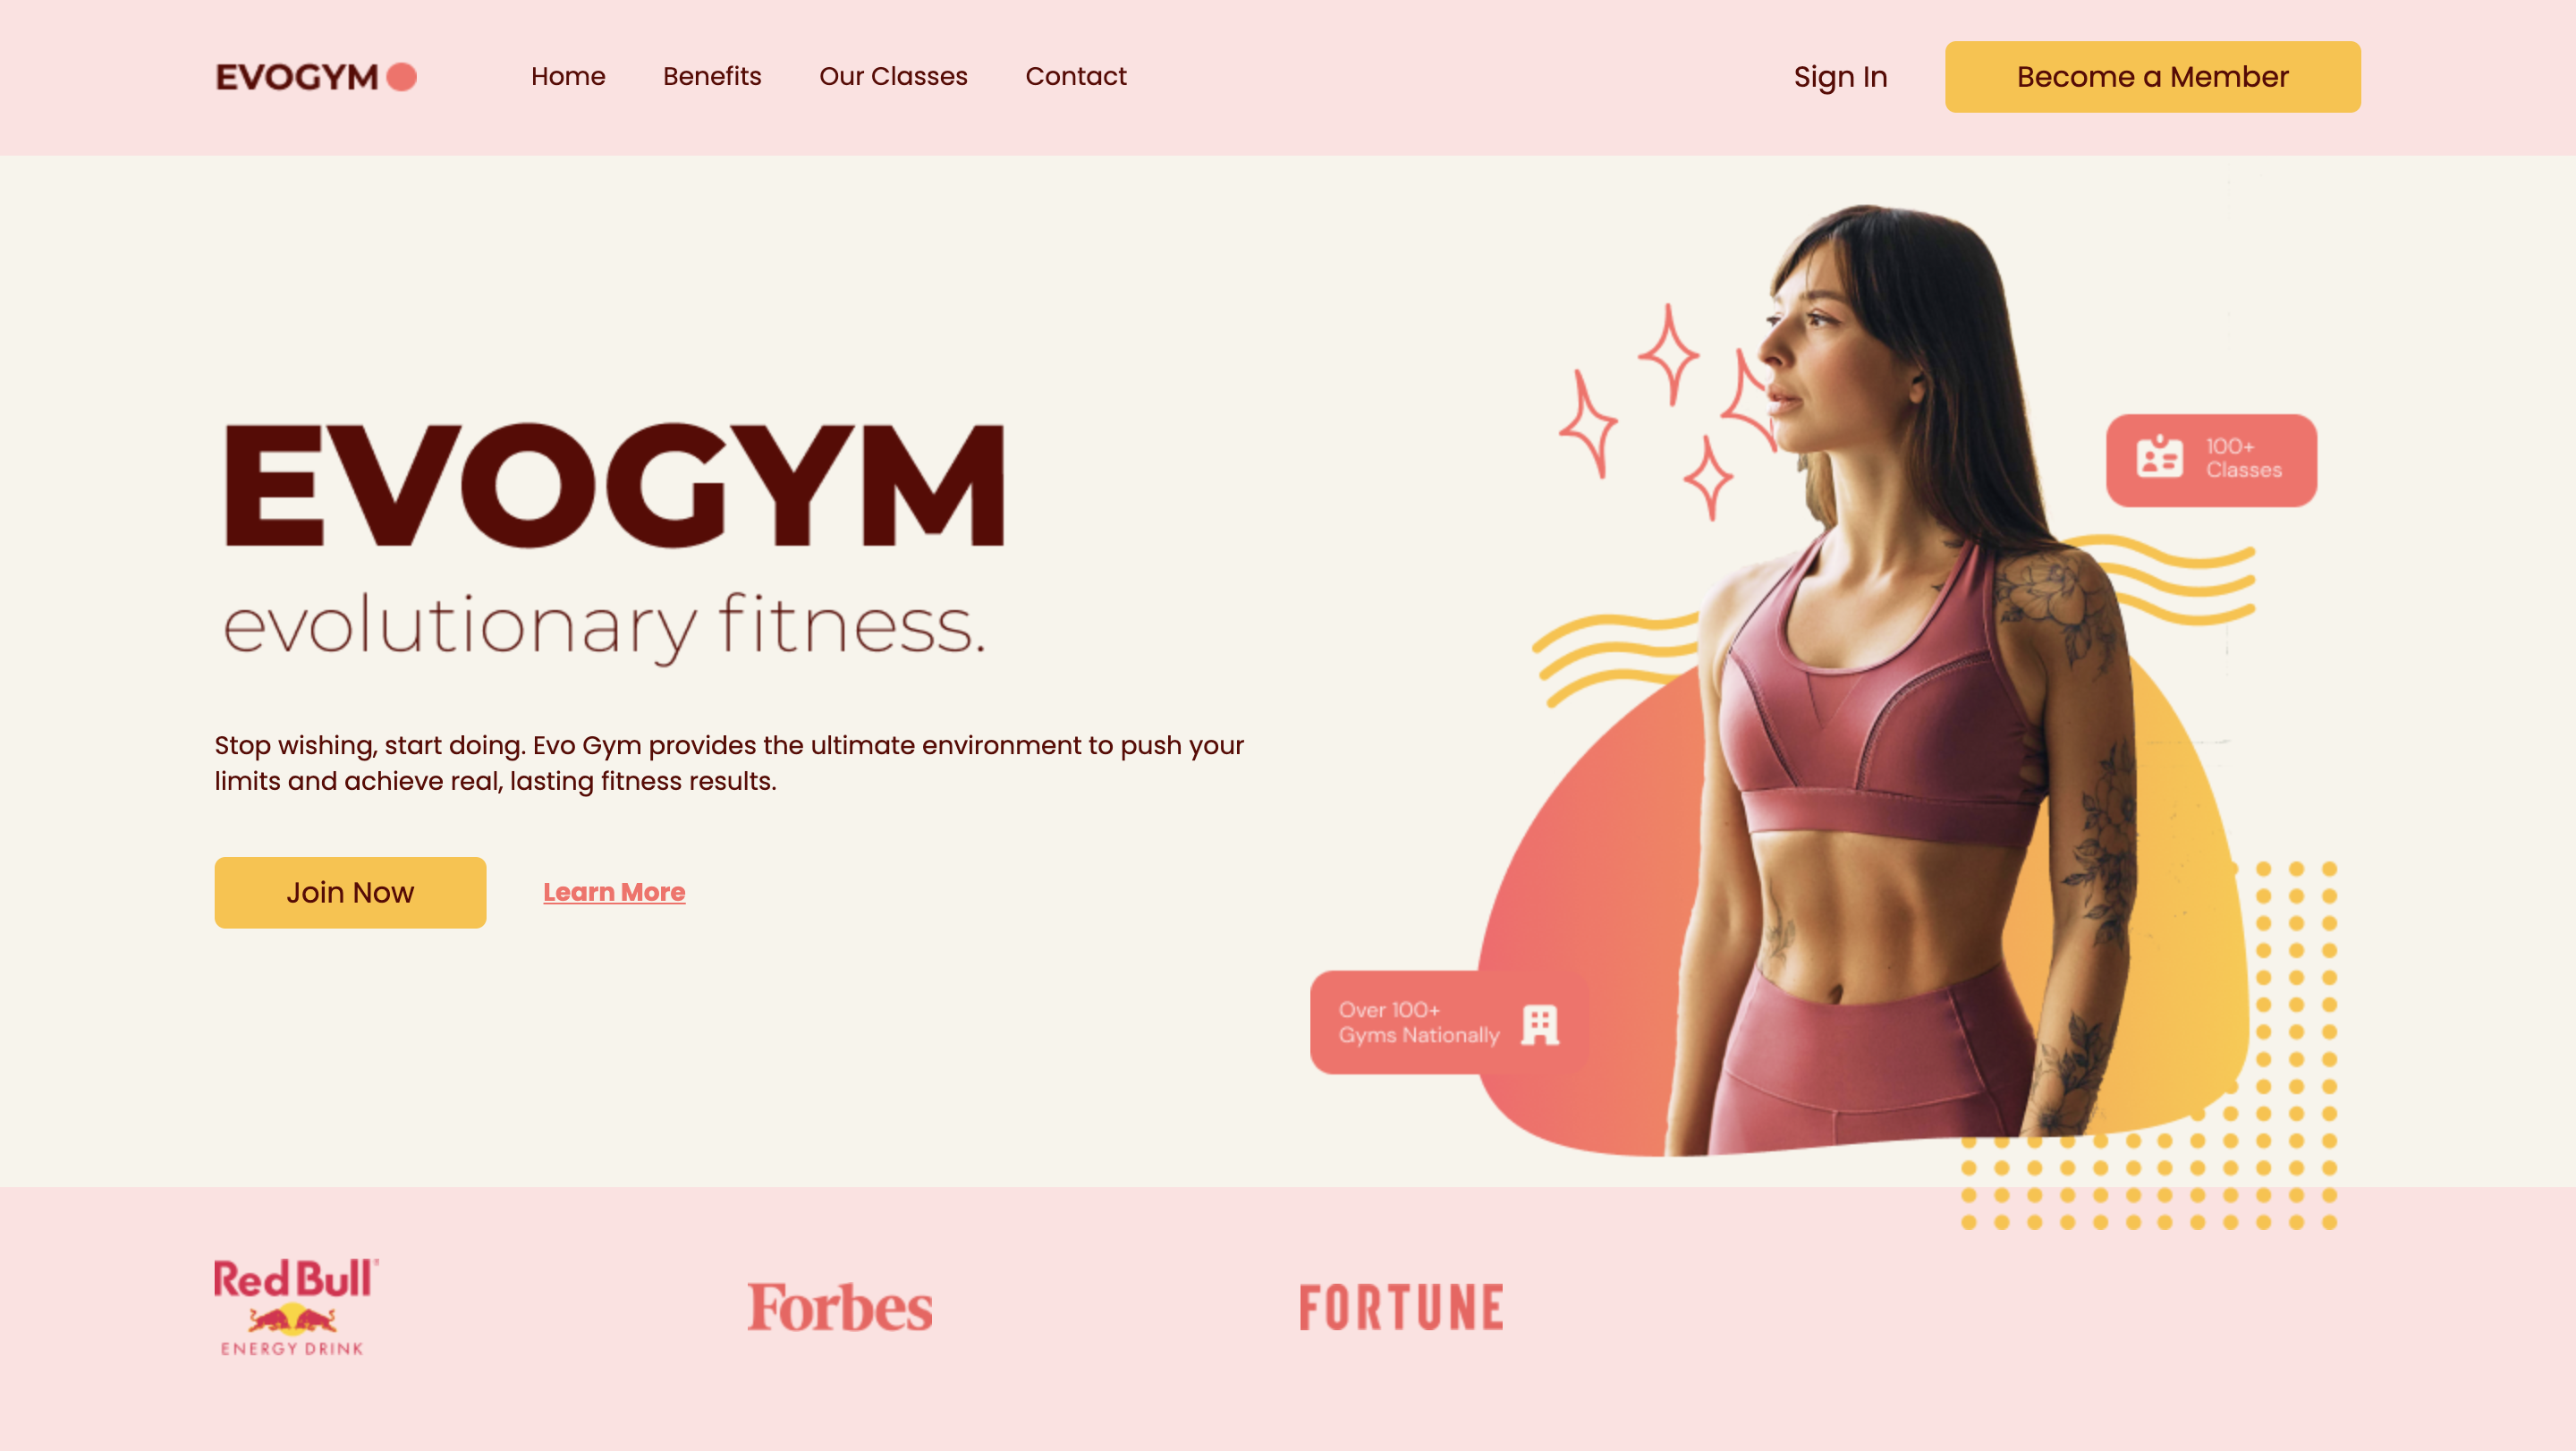 EVOGYM
Home
Benefits
Our Classes
Contact
Sign In
Become a Member
EVOGYM
evolutionary fitness.
Stop wishing, start doing. Evo Gym provides the ultimate environment to push your
limits and achieve real, lasting fitness results.
Join Now
Learn More
100+
Classes
Over 100+
Gyms Nationally
Red Bull
ENERGY DRINK
Forbes
FORTUNE